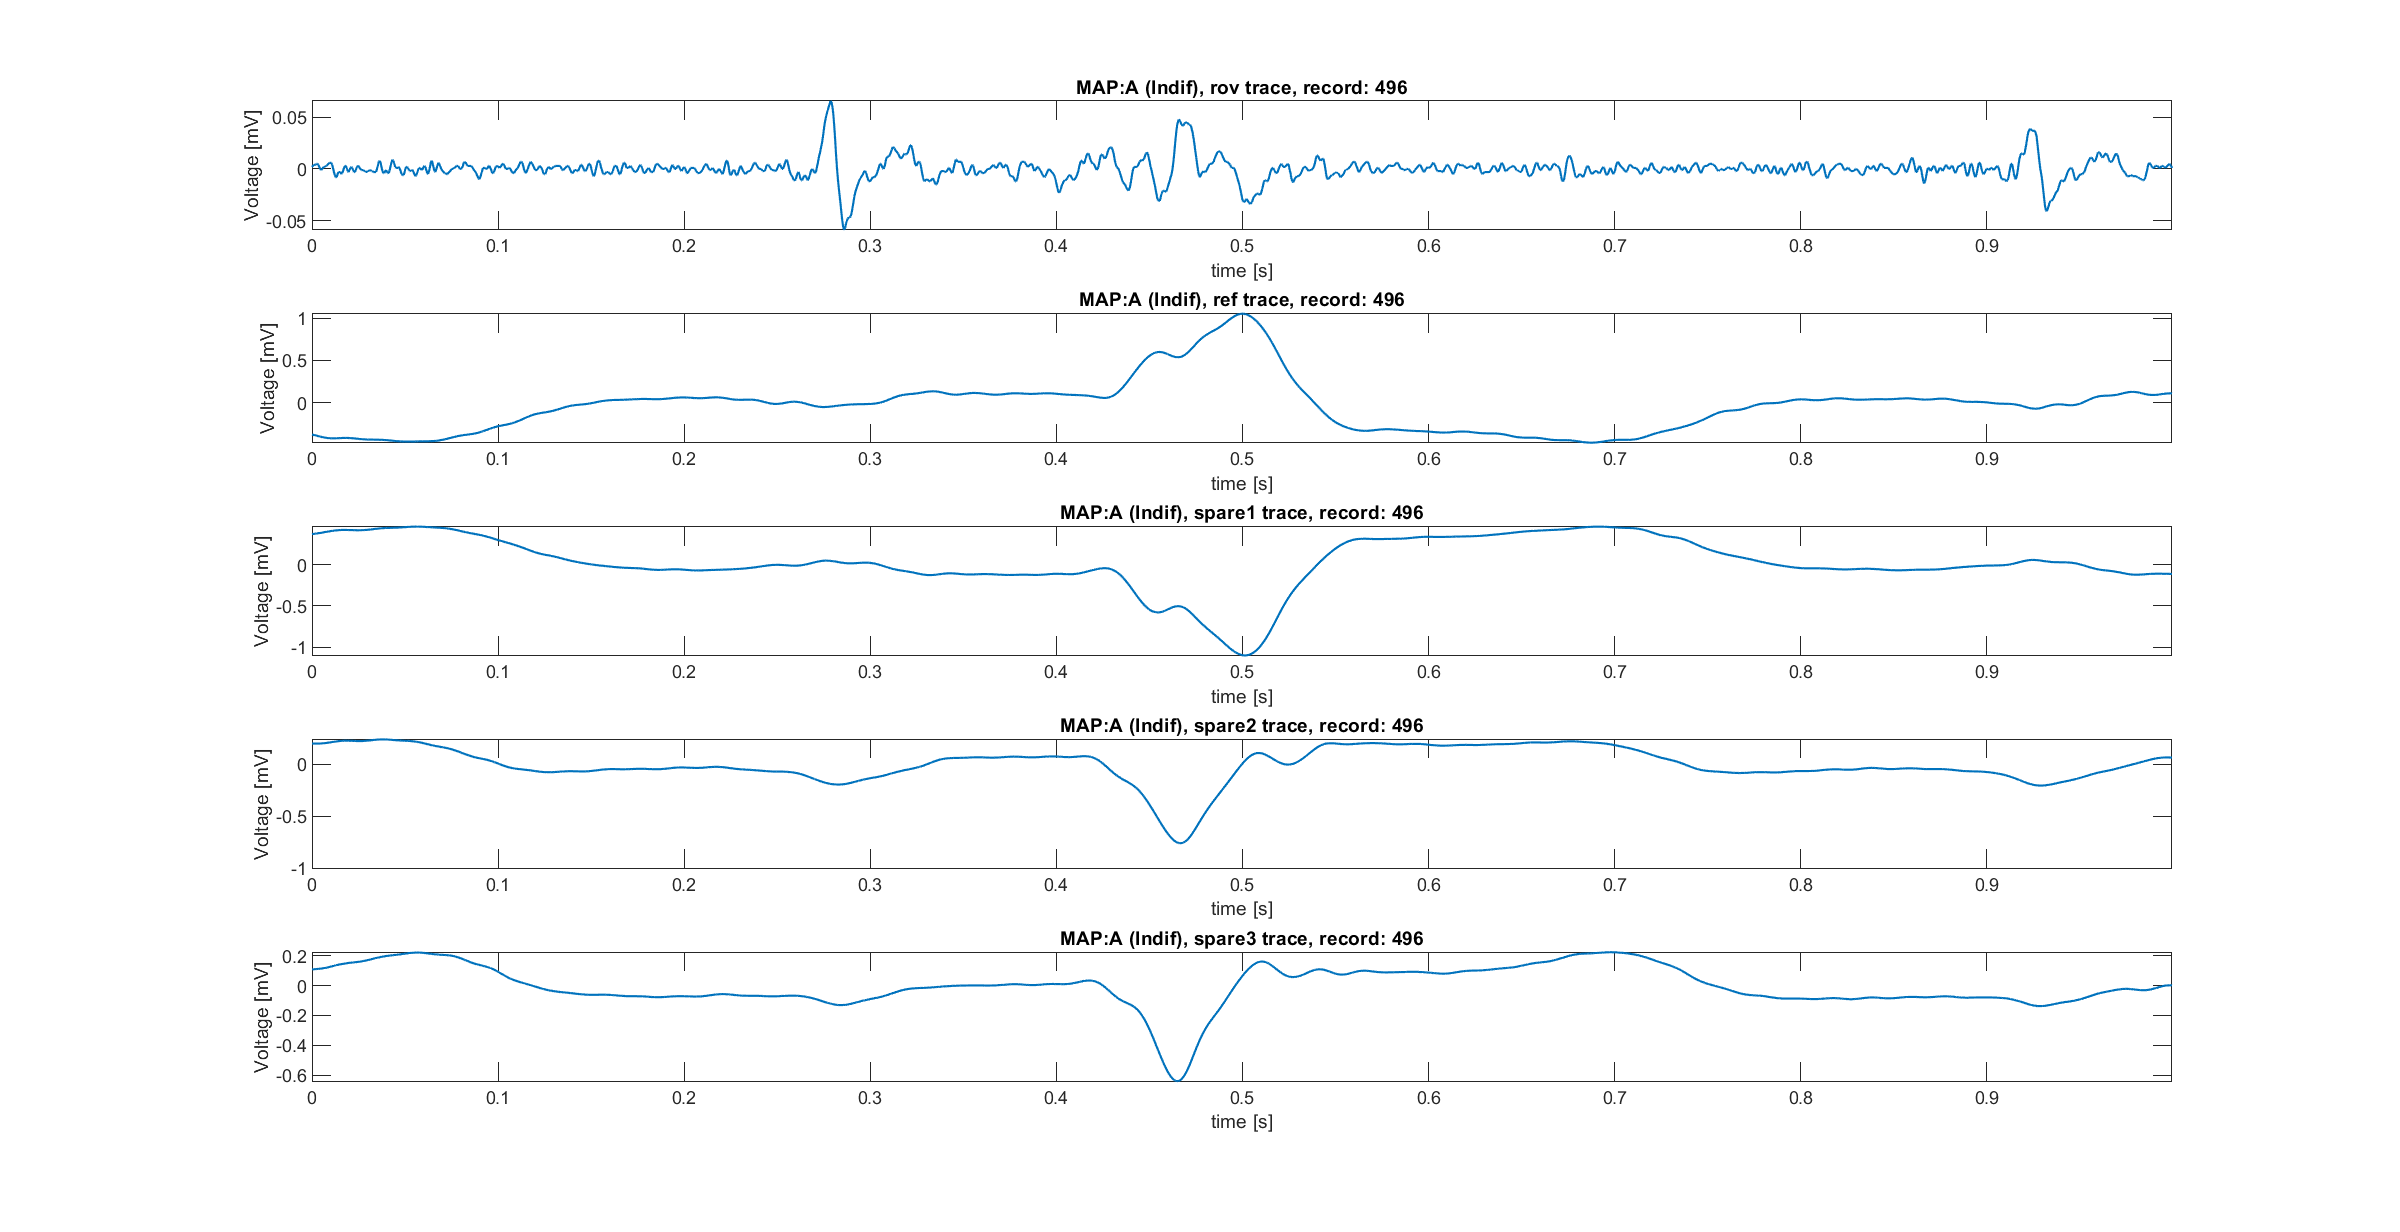 MAP:A (Indif), rov trace, record: 496
Voltage [mV]
0.05
0
-0.05
0 0.1 0.2 0.3 0.4 0.5 0.6 0.7 0.8 0.9
time [s]
MAP:A (Indif), ref trace, record: 496
Voltage [mV]
1
0.5
0
0 0.1 0.2 0.3 0.4 0.5 0.6 0.7 0.8 0.9
time [s]
MAP:A (Indif), spare1 trace, record: 496
Voltage [mV]
0
-0.5
-1
0 0.1 0.2 0.3 0.4 0.5 0.6 0.7 0.8 0.9
time [s]
MAP:A (Indif), spare2 trace, record: 496
Voltage [mV]
0
-0.5
-1
0 0.1 0.2 0.3 0.4 0.5 0.6 0.7 0.8 0.9
time [s]
MAP:A (Indif), spare3 trace, record: 496
Voltage [mV]
0.2
0
-0.2
-0.4
-0.6
0 0.1 0.2 0.3 0.4 0.5 0.6 0.7 0.8 0.9
time [s]